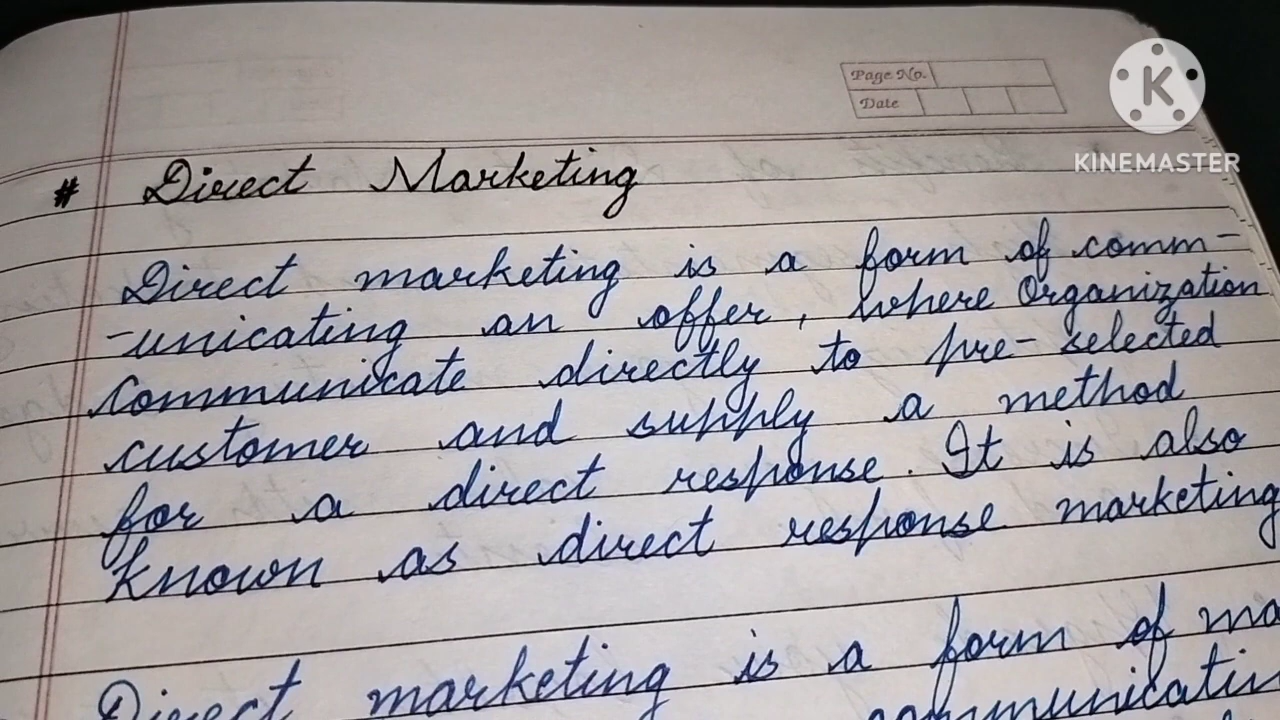 Page No.
Date
KINEMASTER
# Direct Marketing
Direct marketing is a form of comm-
-unicating an offer, where Organization
communicate directly to pre-selected
customer and supply a method
for a direct response. It is also
known as direct response marketing
Direct marketing is a form of ma
communicatin